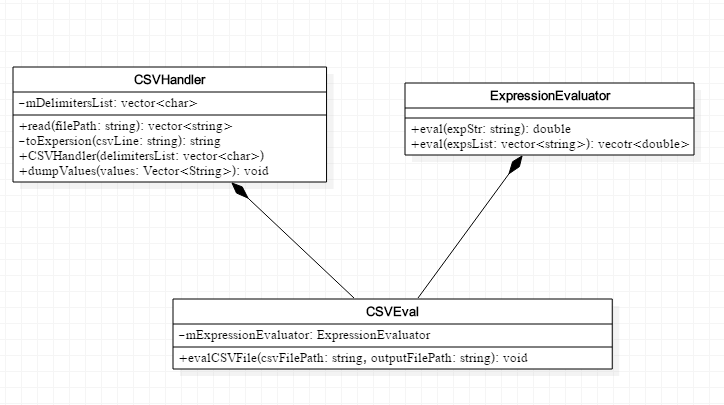 CSVHandler
-mDelimitersList: vector<char>
+read(filePath: string): vector<string>
-toExpersion(csvLine: string): string
+CSVHandler(delimitersList: vector<char>)
+dumpValues(values: Vector<String>): void
ExpressionEvaluator
+eval(expStr: string): double
+eval(expsList: vector<string>): vecotr<double>
CSVEval
-mExpressionEvaluator: ExpressionEvaluator
+evalCSVFile(csvFilePath: string, outputFilePath: string): void